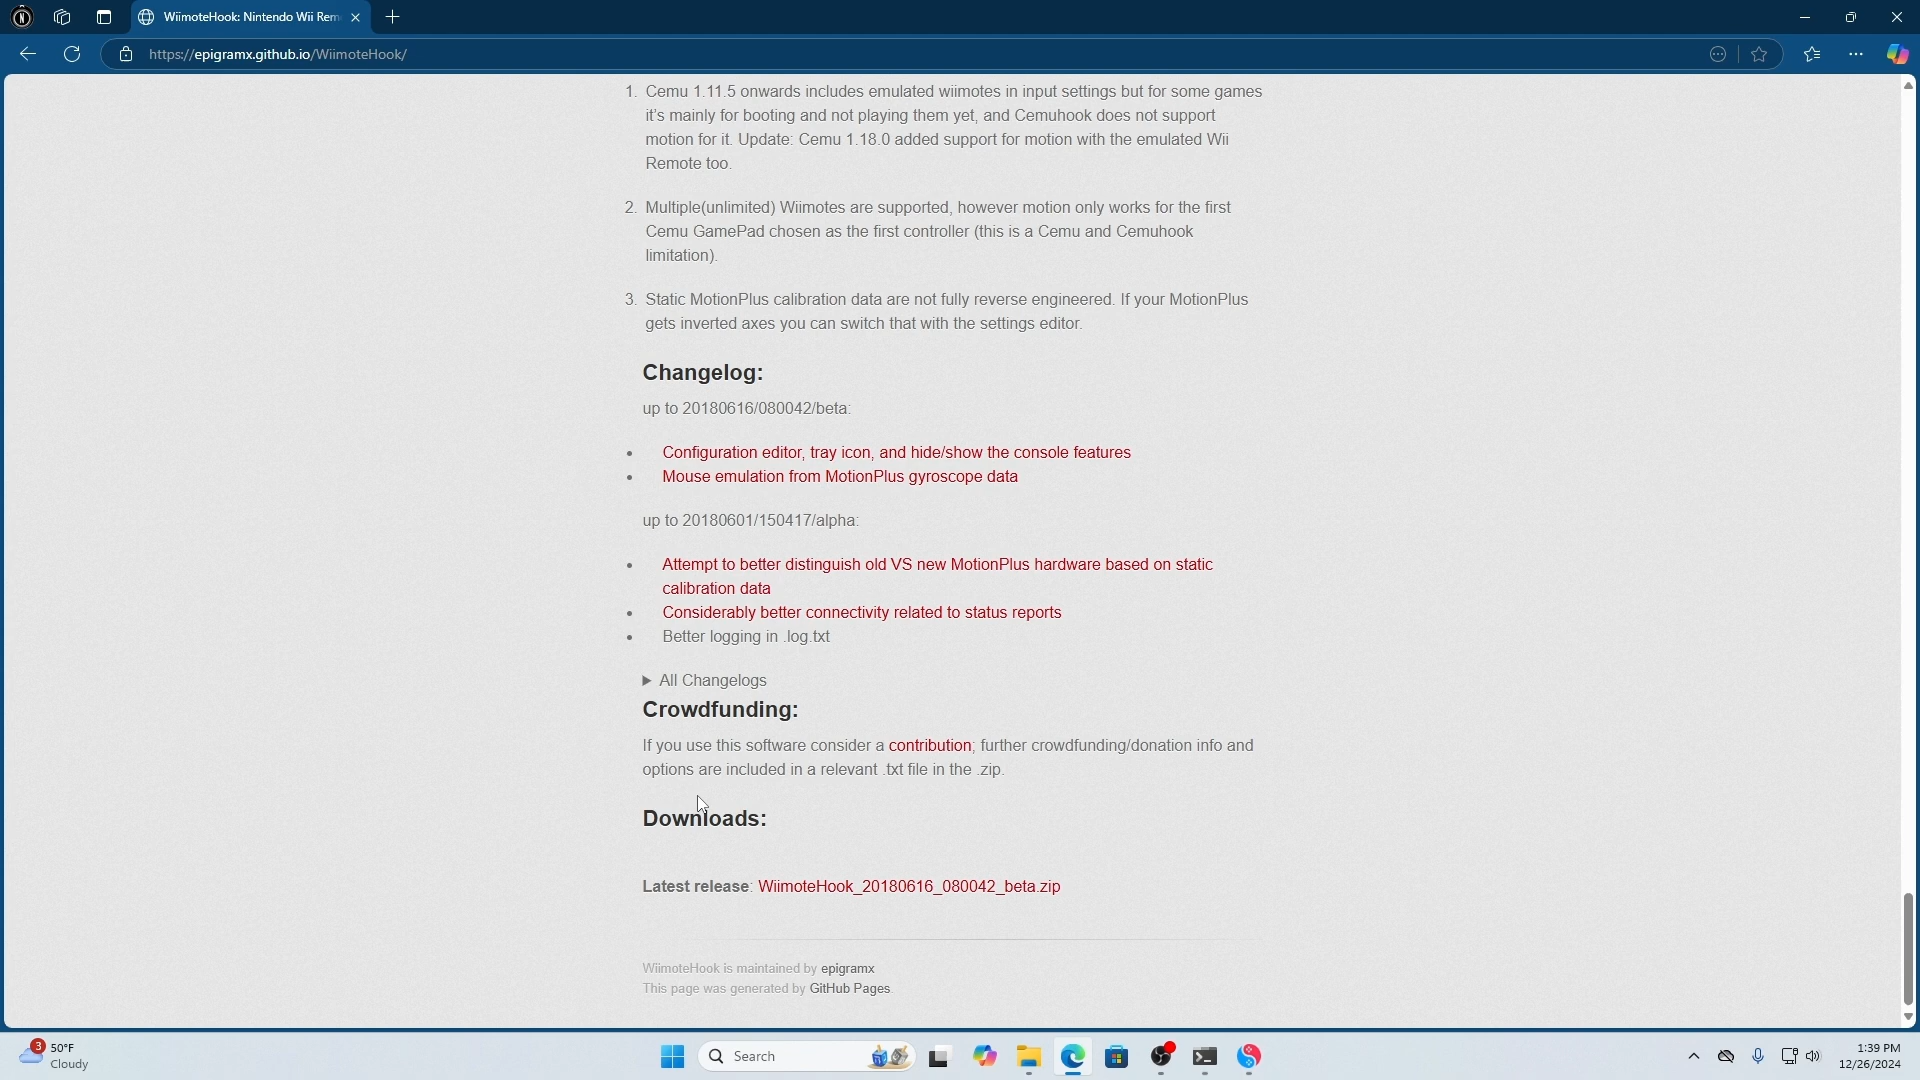 WiimoteHook: Nintendo Wii Rem
https://epigramx.github.io/WiimoteHook/
1. Cemu 1.11.5 onwards includes emulated wiimotes in input settings but for some games
it's mainly for booting and not playing them yet, and Cemuhook does not support
motion for it. Update: Cemu 1.18.0 added support for motion with the emulated Wii
Remote too.
2. Multiple(unlimited) Wiimotes are supported, however motion only works for the first
Cemu GamePad chosen as the first controller (this is a Cemu and Cemuhook
limitation).
3. Static MotionPlus calibration data are not fully reverse engineered. If your MotionPlus
gets inverted axes you can switch that with the settings editor.
Changelog:
up to 20180616/080042/beta:
• Configuration editor, tray icon, and hide/show the console features
• Mouse emulation from MotionPlus gyroscope data
up to 20180601/150417/alpha:
• Attempt to better distinguish old VS new MotionPlus hardware based on static
calibration data
• Considerably better connectivity related to status reports
• Better logging in .log.txt
▶ All Changelogs
Crowdfunding:
If you use this software consider a contribution; further crowdfunding/donation info and
options are included in a relevant .txt file in the .zip.
Downloads:
Latest release: WiimoteHook_20180616_080042_beta.zip
WiimoteHook is maintained by epigramx
This page was generated by GitHub Pages.
3
50°F
Cloudy
Search
1:39 PM
12/26/2024